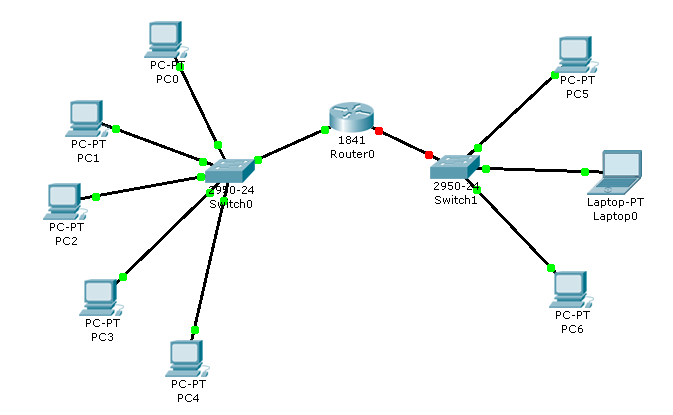 PC-PT
PC0
PC-PT
PC1
PC-PT
PC2
PC-PT
PC3
PC-PT
PC4
2950-24
Switch0
1841
Router0
2950-24
Switch1
PC-PT
PC5
Laptop-PT
Laptop0
PC-PT
PC6